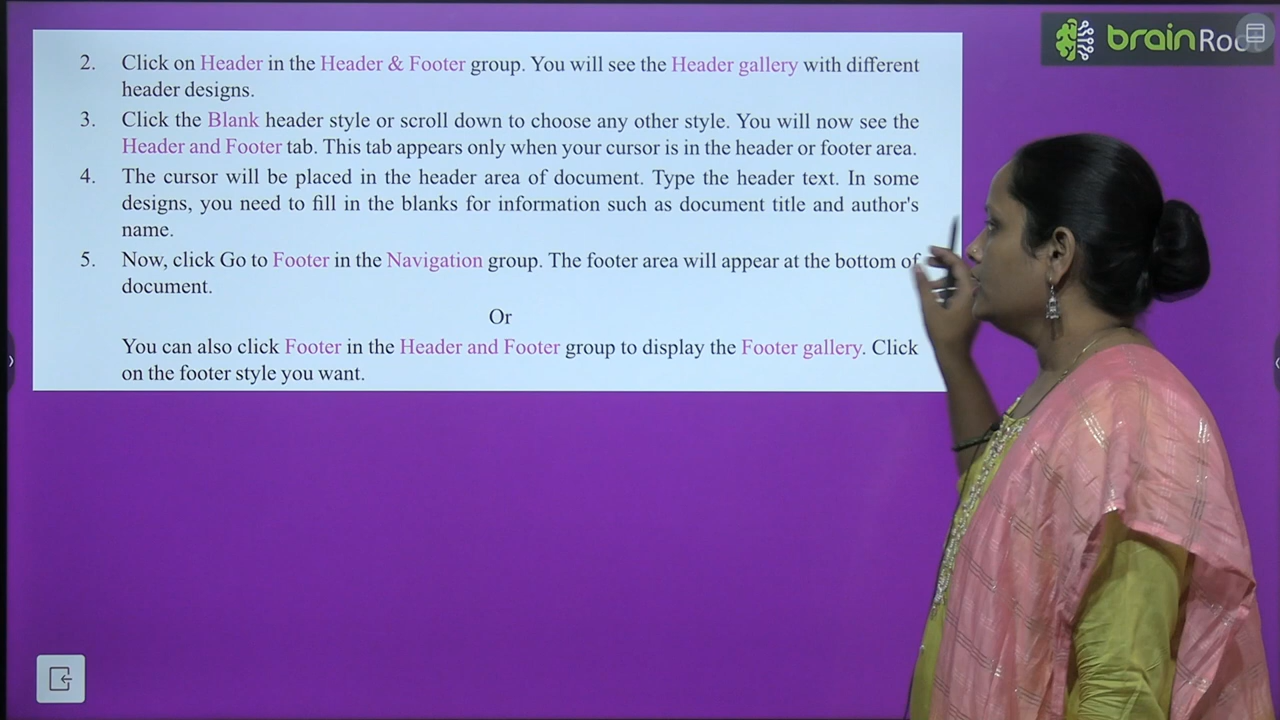 brainRoot
2. Click on Header in the Header & Footer group. You will see the Header gallery with different
header designs.
3. Click the Blank header style or scroll down to choose any other style. You will now see the
Header and Footer tab. This tab appears only when your cursor is in the header or footer area.
4. The cursor will be placed in the header area of document. Type the header text. In some
designs, you need to fill in the blanks for information such as document title and author's
name.
5. Now, click Go to Footer in the Navigation group. The footer area will appear at the bottom of
document.
Or
You can also click Footer in the Header and Footer group to display the Footer gallery. Click
on the footer style you want.